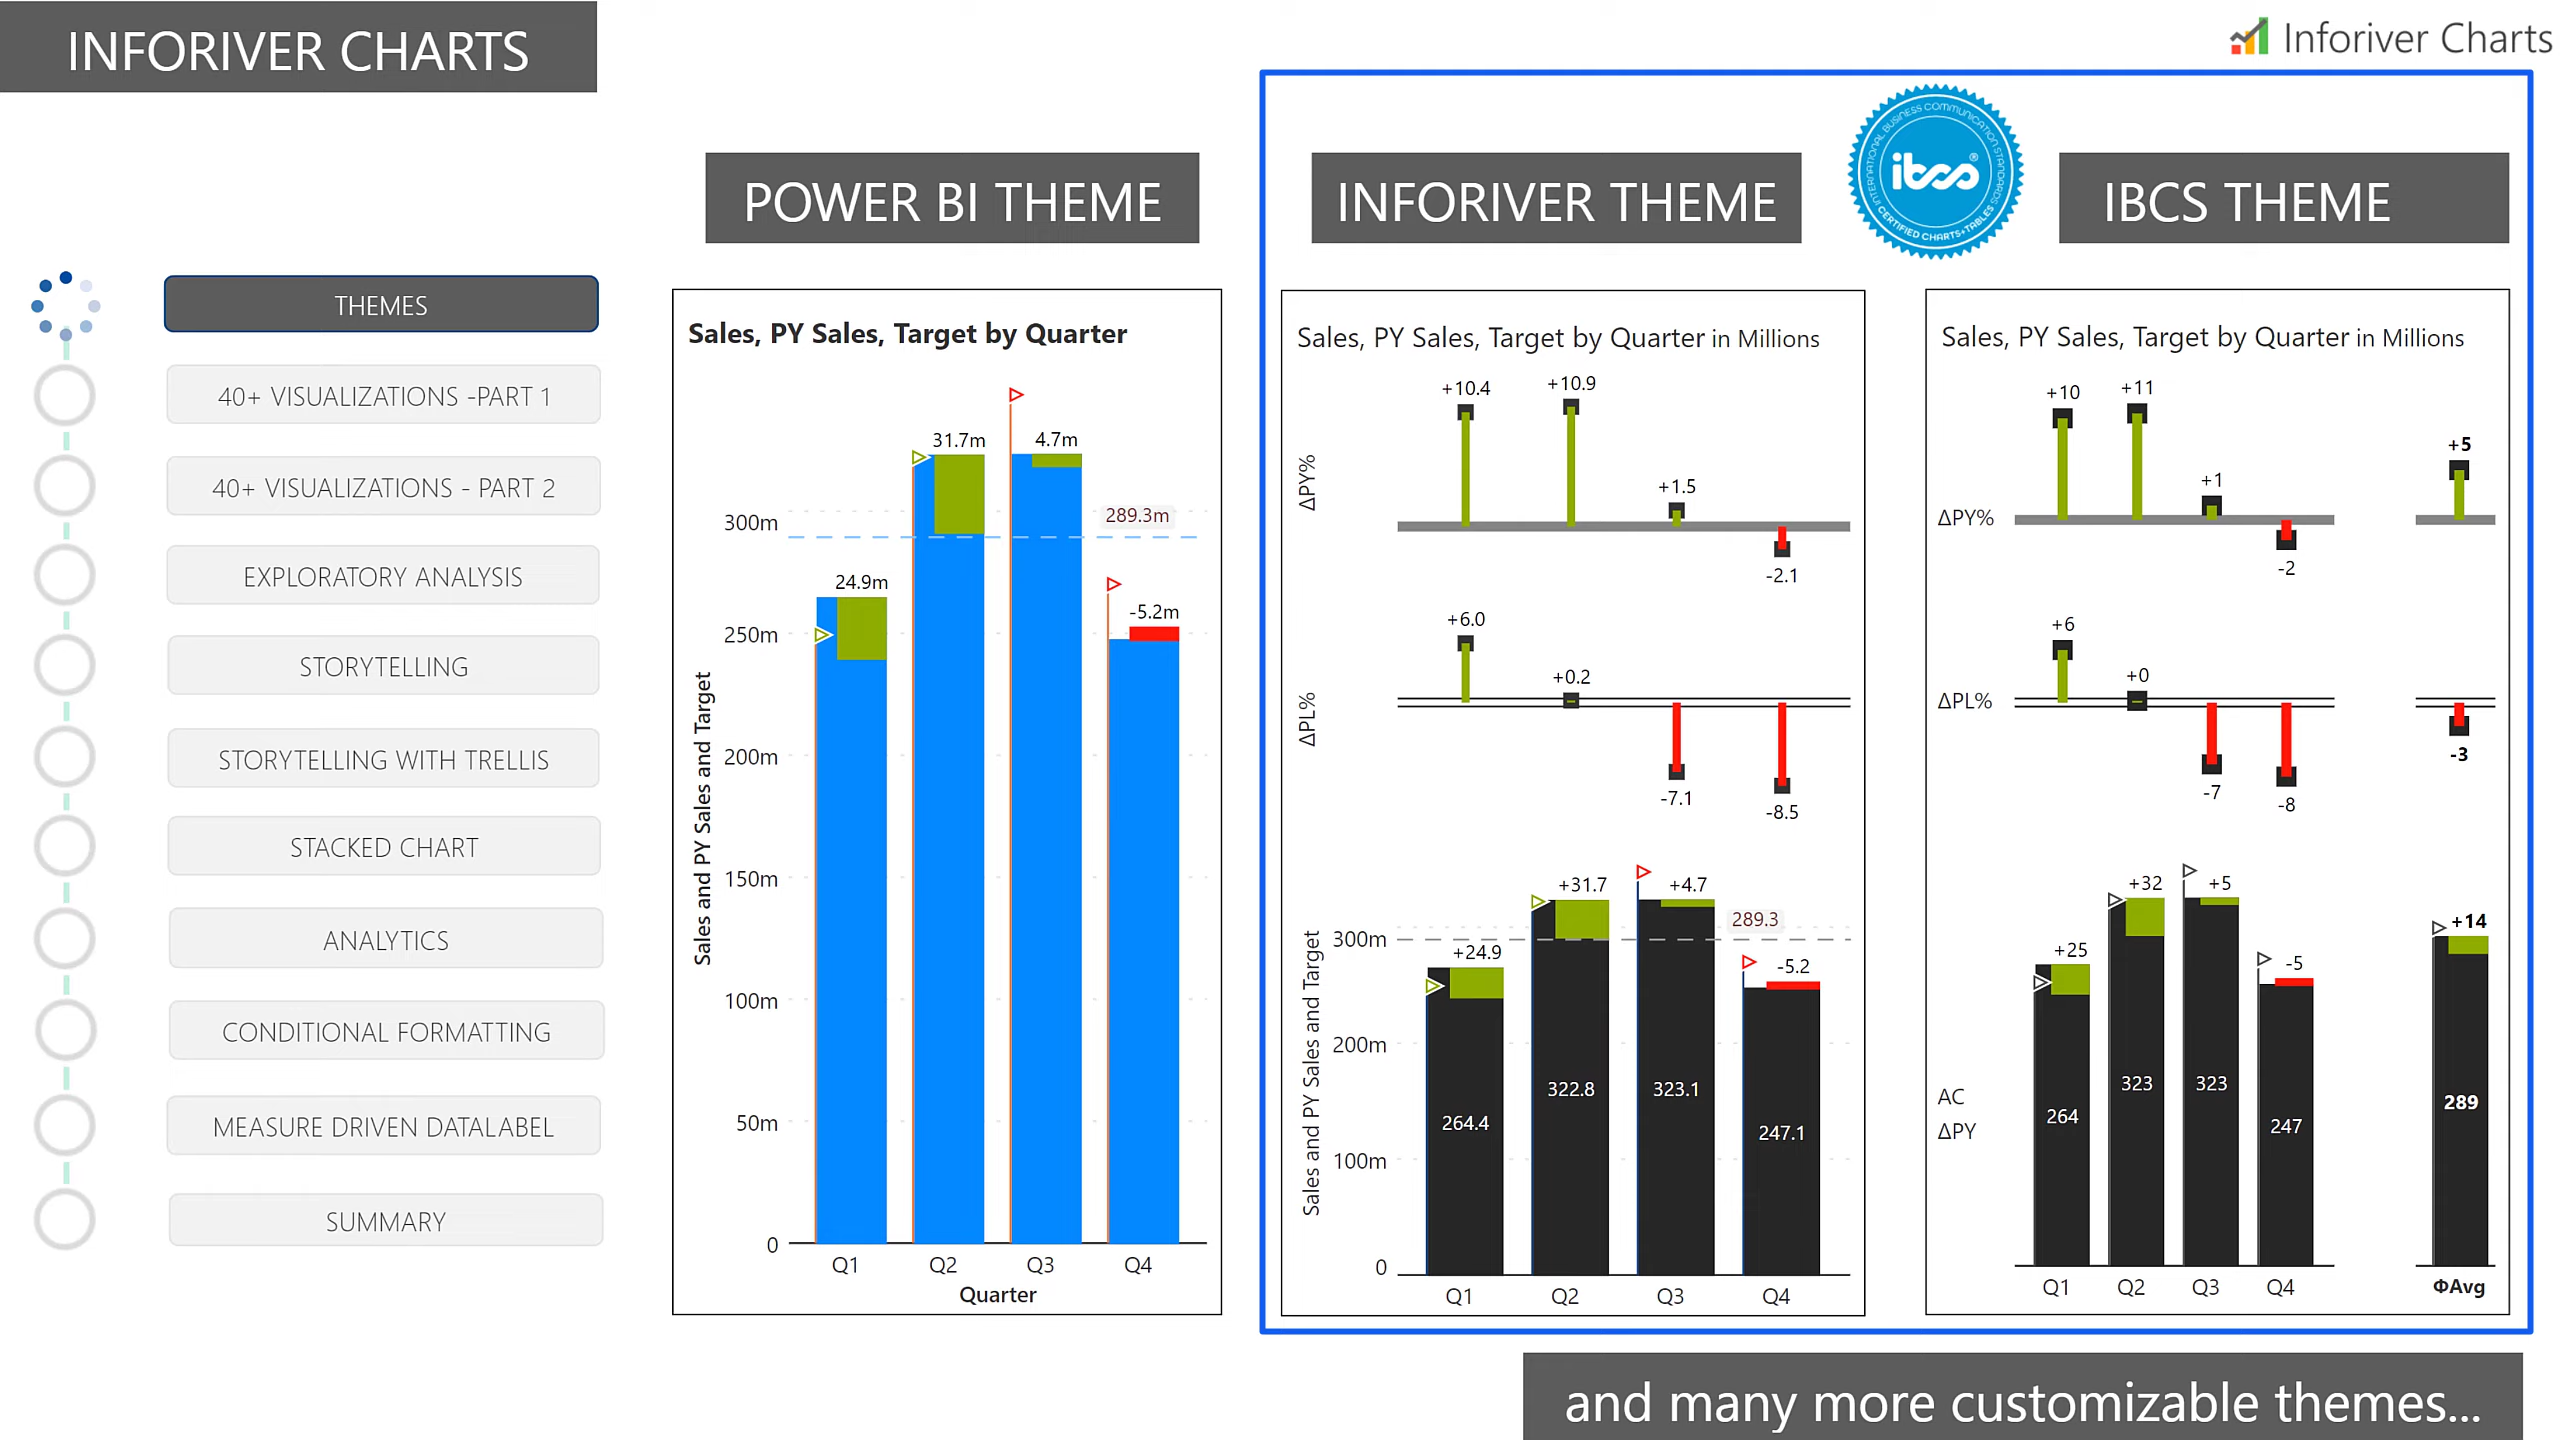 INFORIVER CHARTS
Inforiver Charts
POWER BI THEME
INFORIVER THEME
INTERNATIONAL BUSINESS COMMUNICATION STANDARDS
ibcs®
CERTIFIED CHARTS+TABLES
IBCS THEME
THEMES
40+ VISUALIZATIONS -PART 1
40+ VISUALIZATIONS - PART 2
EXPLORATORY ANALYSIS
STORYTELLING
STORYTELLING WITH TRELLIS
STACKED CHART
ANALYTICS
CONDITIONAL FORMATTING
MEASURE DRIVEN DATALABEL
SUMMARY
Sales, PY Sales, Target by Quarter
31.7m 4.7m
300m 289.3m
24.9m
-5.2m
250m
200m
150m
100m
50m
0
Sales and PY Sales and Target
Q1 Q2 Q3 Q4
Quarter
Sales, PY Sales, Target by Quarter in Millions
+10.4 +10.9
+1.5
-2.1
ΔPY%
+6.0
+0.2
-7.1
-8.5
ΔPL%
+31.7 +4.7
289.3
300m
+24.9
-5.2
200m
322.8 323.1
264.4 247.1
100m
0
Sales and PY Sales and Target
Q1 Q2 Q3 Q4
Sales, PY Sales, Target by Quarter in Millions
+10 +11
+1
-2
+5
ΔPY%
+6
+0
-7
-8
-3
ΔPL%
+32 +5
+14
+25
-5
323 323
AC
264 247 289
ΔPY
Q1 Q2 Q3 Q4 ΦAvg
and many more customizable themes...